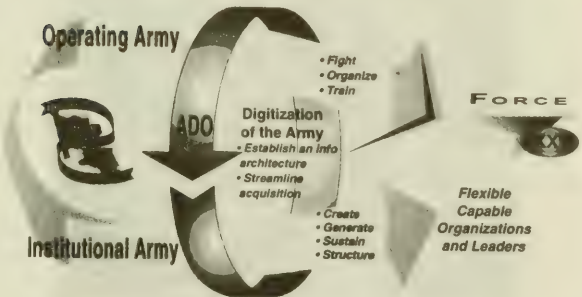 Operating Army
• Fight
• Organize
• Train
ADO
Digitization
of the Army
• Establish an info
architecture
• Streamline
acquisition
FORCE
XXI
Institutional Army
• Create
• Generate
• Sustain
• Structure
Flexible
Capable
Organizations
and Leaders